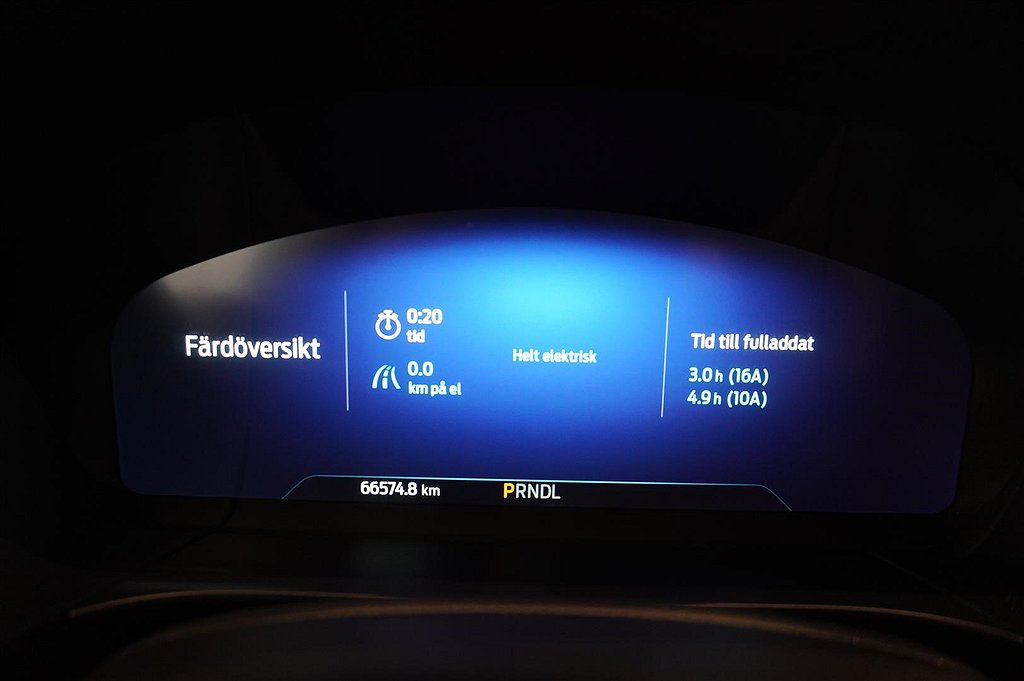 Färdöversikt
0:20
tid
0.0
km på el
Helt elektrisk
Tid till fulladdat
3.0 h (16A)
4.9 h (10A)
66574.8 km
PRNDL